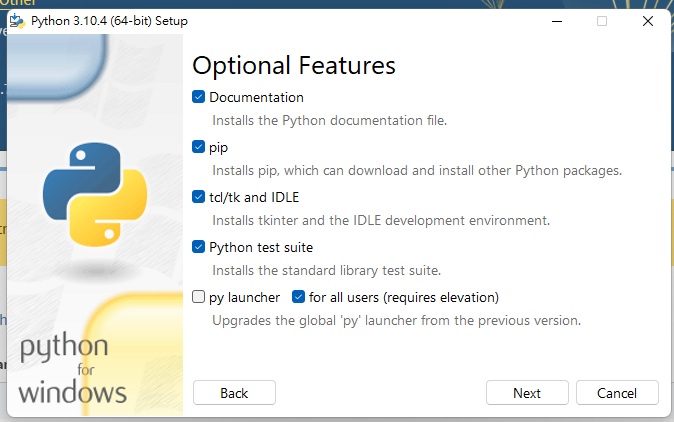 Other
Python 3.10.4 (64-bit) Setup
Optional Features
Documentation
Installs the Python documentation file.
pip
Installs pip, which can download and install other Python packages.
tcl/tk and IDLE
Installs tkinter and the IDLE development environment.
Python test suite
Installs the standard library test suite.
py launcher for all users (requires elevation)
Upgrades the global 'py' launcher from the previous version.
python
for
windows
Back Next Cancel